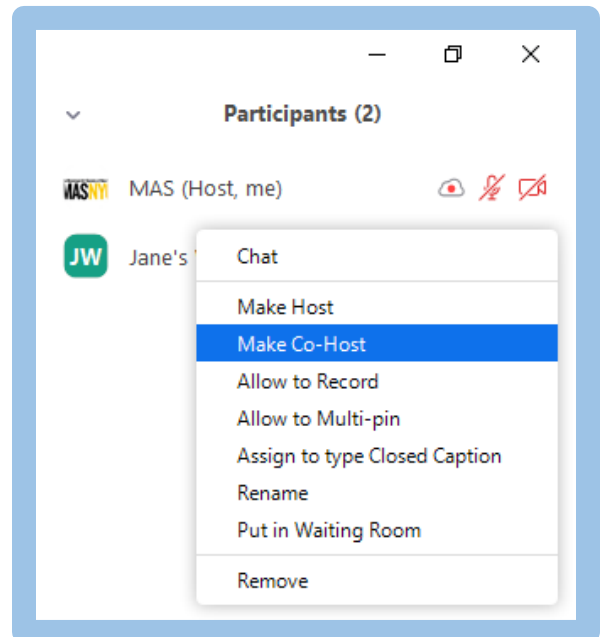 Participants (2)
MASNYC
MAS (Host, me)
JW
Jane's
Chat
Make Host
Make Co-Host
Allow to Record
Allow to Multi-pin
Assign to type Closed Caption
Rename
Put in Waiting Room
Remove